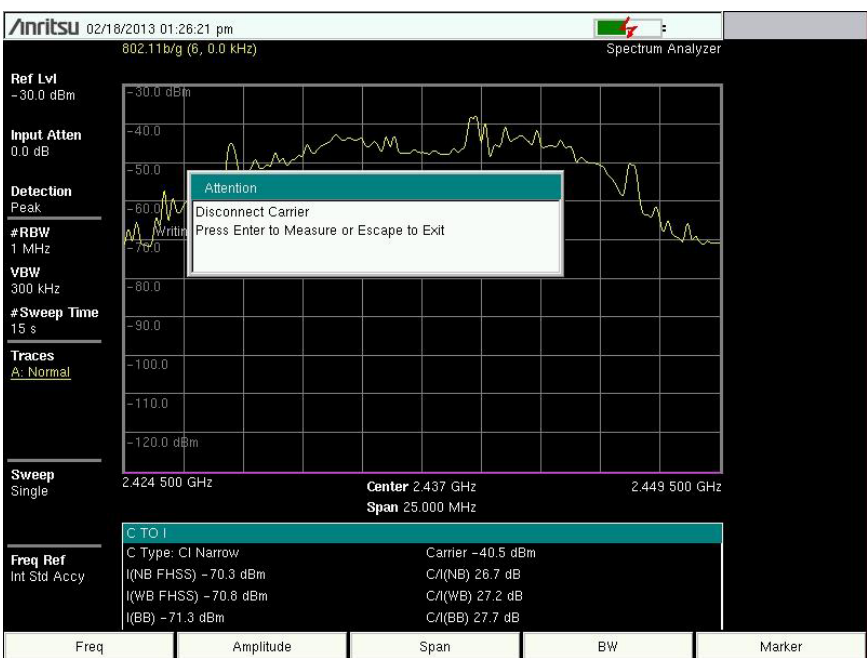 Anritsu 02/18/2013 01:26:21 pm
802.11b/g (6, 0.0 kHz)
Spectrum Analyzer
Ref Lvl
-30.0 dBm
Input Atten
0.0 dB
Detection
Peak
#RBW
1 MHz
VBW
300 kHz
#Sweep Time
15 s
Traces
A: Normal
Sweep
Single
Freq Ref
Int Std Accy
-30.0 dBm
-40.0
-50.0
-60.0
-70.0
-80.0
-90.0
-100.0
-110.0
-120.0 dBm
Attention
Disconnect Carrier
Press Enter to Measure or Escape to Exit
2.424 500 GHz
Center 2.437 GHz
2.449 500 GHz
Span 25.000 MHz
C TO I
C Type: CI Narrow
Carrier -40.5 dBm
I(NB FHSS) -70.3 dBm
C/I(NB) 26.7 dB
I(WB FHSS) -70.8 dBm
C/I(WB) 27.2 dB
I(BB) -71.3 dBm
C/I(BB) 27.7 dB
Freq
Amplitude
Span
BW
Marker